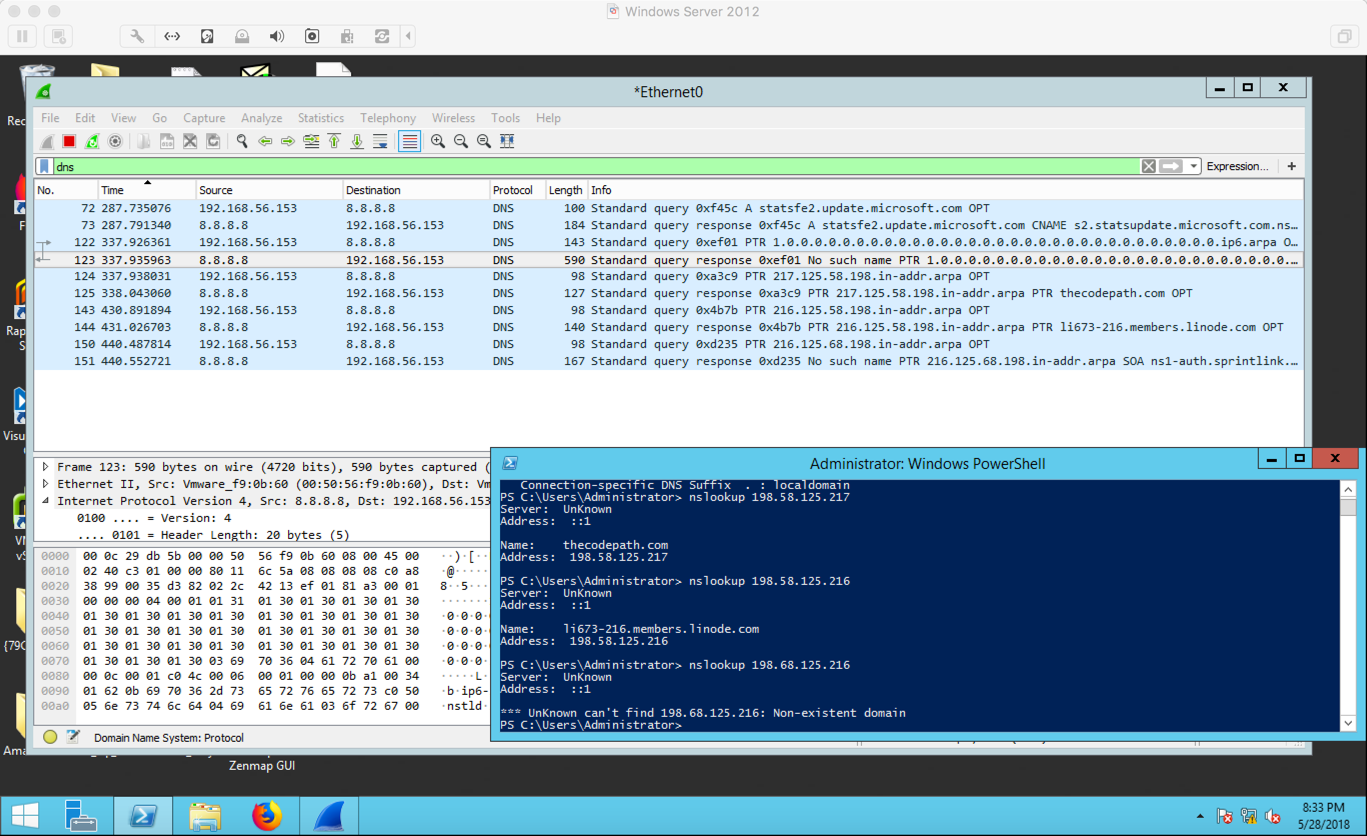 Windows Server 2012
Rec
*Ethernet0
File Edit View Go Capture Analyze Statistics Telephony Wireless Tools Help
dns
Expression... +
No. Time Source Destination Protocol Length Info
72 287.735076 192.168.56.153 8.8.8.8 DNS 100 Standard query 0xf45c A statsfe2.update.microsoft.com OPT
73 287.791340 8.8.8.8 192.168.56.153 DNS 184 Standard query response 0xf45c A statsfe2.update.microsoft.com CNAME s2.statsupdate.microsoft.com.ns...
122 337.926361 192.168.56.153 8.8.8.8 DNS 143 Standard query 0xef01 PTR 1.0.0.0.0.0.0.0.0.0.0.0.0.0.0.0.0.0.0.0.0.0.0.0.0.0.0.0.0.0.0.0.ip6.arpa O...
123 337.935963 8.8.8.8 192.168.56.153 DNS 590 Standard query response 0xef01 No such name PTR 1.0.0.0.0.0.0.0.0.0.0.0.0.0.0.0.0.0.0.0.0.0.0.0.0.0.0....
124 337.938031 192.168.56.153 8.8.8.8 DNS 98 Standard query 0xa3c9 PTR 217.125.58.198.in-addr.arpa OPT
125 338.043060 8.8.8.8 192.168.56.153 DNS 127 Standard query response 0xa3c9 PTR 217.125.58.198.in-addr.arpa PTR thecodepath.com OPT
143 430.891894 192.168.56.153 8.8.8.8 DNS 98 Standard query 0x4b7b PTR 216.125.58.198.in-addr.arpa OPT
144 431.026703 8.8.8.8 192.168.56.153 DNS 140 Standard query response 0x4b7b PTR 216.125.58.198.in-addr.arpa PTR li673-216.members.linode.com OPT
150 440.487814 192.168.56.153 8.8.8.8 DNS 98 Standard query 0xd235 PTR 216.125.68.198.in-addr.arpa OPT
151 440.552721 8.8.8.8 192.168.56.153 DNS 167 Standard query response 0xd235 No such name PTR 216.125.68.198.in-addr.arpa SOA ns1-auth.sprintlink....
F
Rap
S
Visu
VM
vS
{79C
Ama
Frame 123: 590 bytes on wire (4720 bits), 590 bytes captured (
Ethernet II, Src: Vmware_f9:0b:60 (00:50:56:f9:0b:60), Dst: Vm
Internet Protocol Version 4, Src: 8.8.8.8, Dst: 192.168.56.153
0100 .... = Version: 4
.... 0101 = Header Length: 20 bytes (5)
0000 00 0c 29 db 5b 00 00 50 56 f9 0b 60 08 00 45 00 ··)·[··
0010 02 40 c3 01 00 00 80 11 6c 5a 08 08 08 08 c0 a8 ·@·····
0020 38 99 00 35 d3 82 02 2c 42 13 ef 01 81 a3 00 01 8··5···
0030 00 00 00 04 00 01 01 31 01 30 01 30 01 30 01 30 ·······
0040 01 30 01 30 01 30 01 30 01 30 01 30 01 30 01 30 ·0·0·0·
0050 01 30 01 30 01 30 01 30 01 30 01 30 01 30 01 30 ·0·0·0·
0060 01 30 01 30 01 30 01 30 01 30 01 30 01 30 01 30 ·0·0·0·
0070 01 30 01 30 01 30 03 69 70 36 04 61 72 70 61 00 ·0·0·0·
0080 00 0c 00 01 c0 4c 00 06 00 01 00 00 0b a1 00 34 ·····L·
0090 01 62 0b 69 70 36 2d 73 65 72 76 65 72 73 c0 50 ·b·ip6-
00a0 05 6e 73 74 6c 64 04 69 61 6e 61 03 6f 72 67 00 ·nstld·
Domain Name System: Protocol
Zenmap GUI
Administrator: Windows PowerShell
Connection-specific DNS Suffix . : localdomain
PS C:\Users\Administrator> nslookup 198.58.125.217
Server: UnKnown
Address: ::1
Name: thecodepath.com
Address: 198.58.125.217
PS C:\Users\Administrator> nslookup 198.58.125.216
Server: UnKnown
Address: ::1
Name: li673-216.members.linode.com
Address: 198.58.125.216
PS C:\Users\Administrator> nslookup 198.68.125.216
Server: UnKnown
Address: ::1
*** UnKnown can't find 198.68.125.216: Non-existent domain
PS C:\Users\Administrator>
8:33 PM
5/28/2018